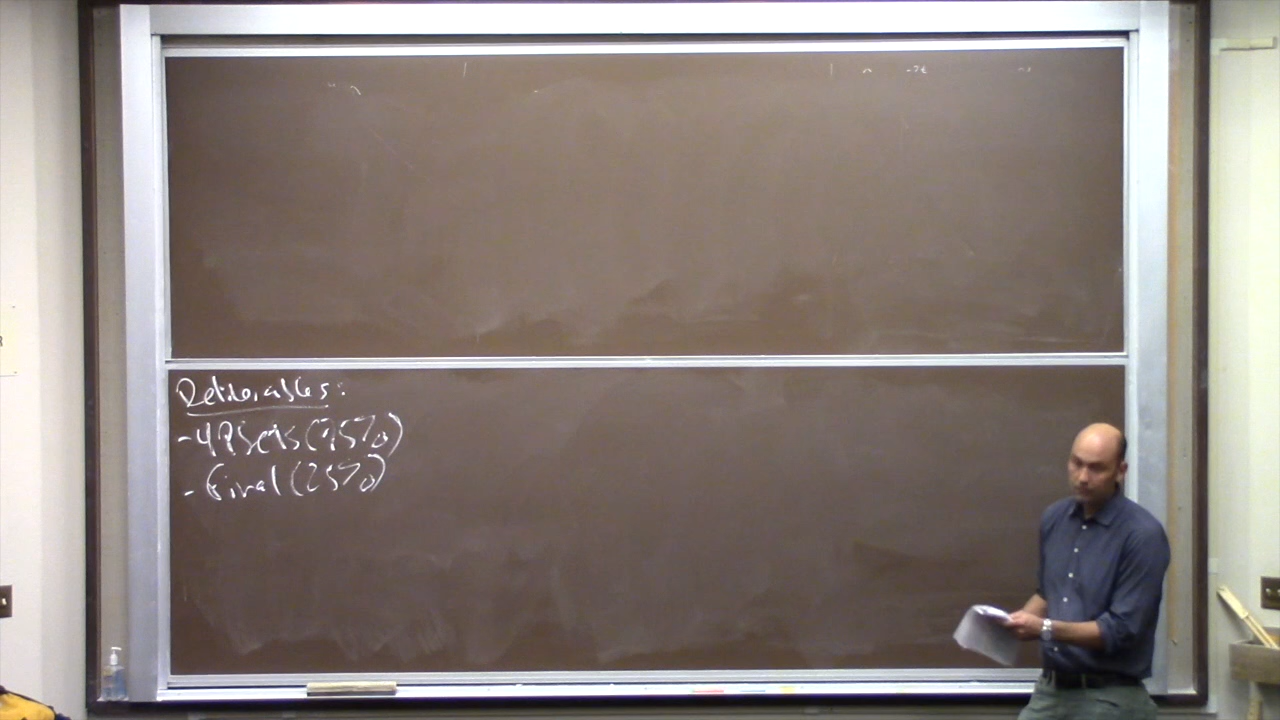 Deliverables:
- 4 PSets (75%)
- Final (25%)